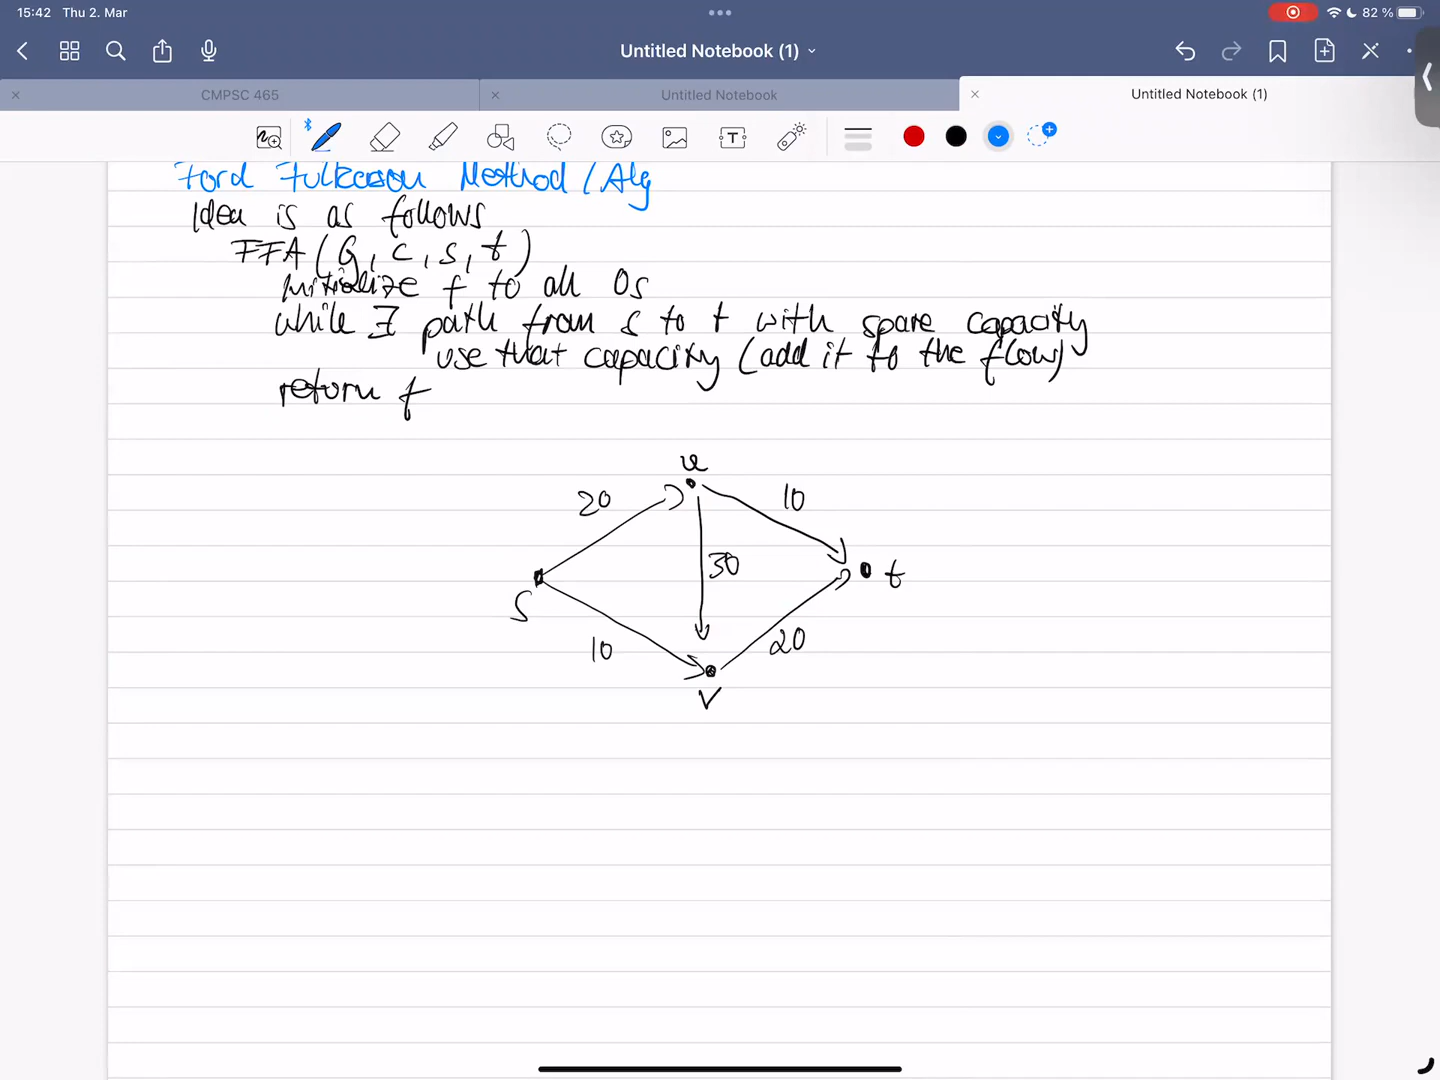 15:42 Thu 2. Mar
82 %
Untitled Notebook (1)
CMPSC 465
Untitled Notebook
Untitled Notebook (1)
Ford Fulkerson Method / Alg
Idea is as follows
FFA (G, c, s, t)
initialize f to all 0s
while ∃ path from s to t with spare capacity
use that capacity (add it to the flow)
return f
u
20
10
30
t
S
10
20
V